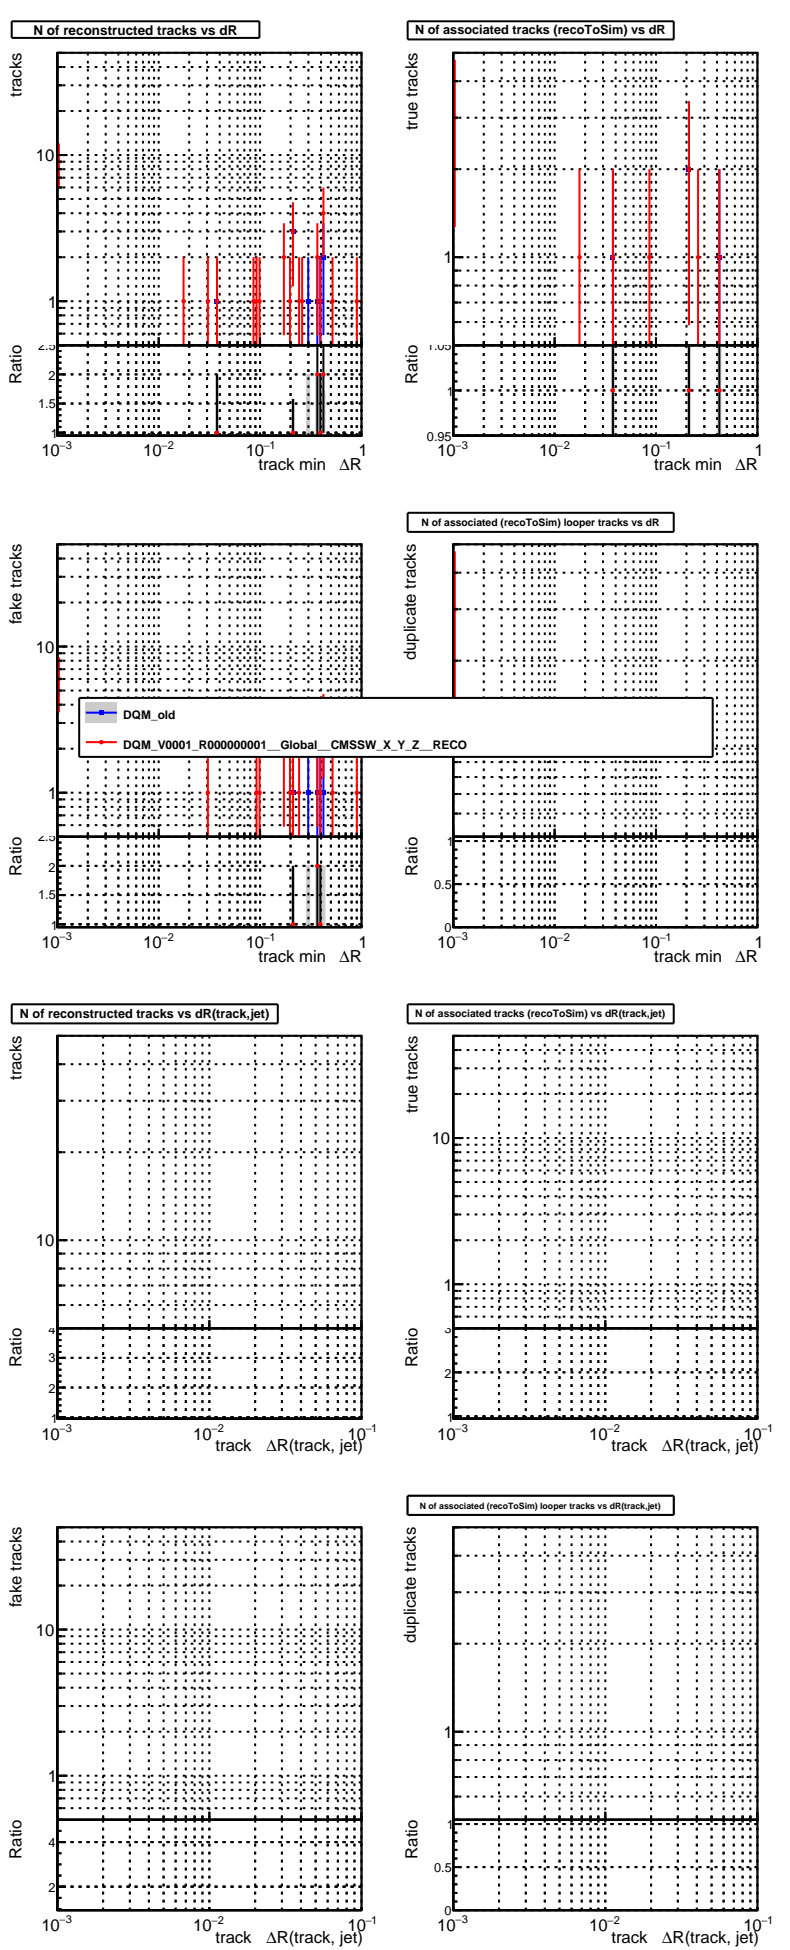 N of reconstructed tracks vs dR
tracks
10
1
Ratio
2.5
2
1.5
1
10−3 10−2 10−1 1
track min ΔR
N of associated tracks (recoToSim) vs dR
true tracks
1
Ratio
1.05
1
0.95
10−3 10−2 10−1 1
track min ΔR
fake tracks
10
1
Ratio
2.5
2
1.5
1
10−3 10−2 10−1 1
track min ΔR
N of associated (recoToSim) looper tracks vs dR
duplicate tracks
Ratio
1
0.5
0
10−3 10−2 10−1 1
track min ΔR
DQM_old
DQM_V0001_R000000001__Global__CMSSW_X_Y_Z__RECO
N of reconstructed tracks vs dR(track,jet)
tracks
10
Ratio
4
3
2
1
10−3 10−2 10−1
track ΔR(track, jet)
N of associated tracks (recoToSim) vs dR(track,jet)
true tracks
10
1
Ratio
3
2
1
10−3 10−2 10−1
track ΔR(track, jet)
fake tracks
10
1
Ratio
4
2
10−3 10−2 10−1
track ΔR(track, jet)
N of associated (recoToSim) looper tracks vs dR(track,jet)
duplicate tracks
1
Ratio
1
0.5
0
10−3 10−2 10−1
track ΔR(track, jet)